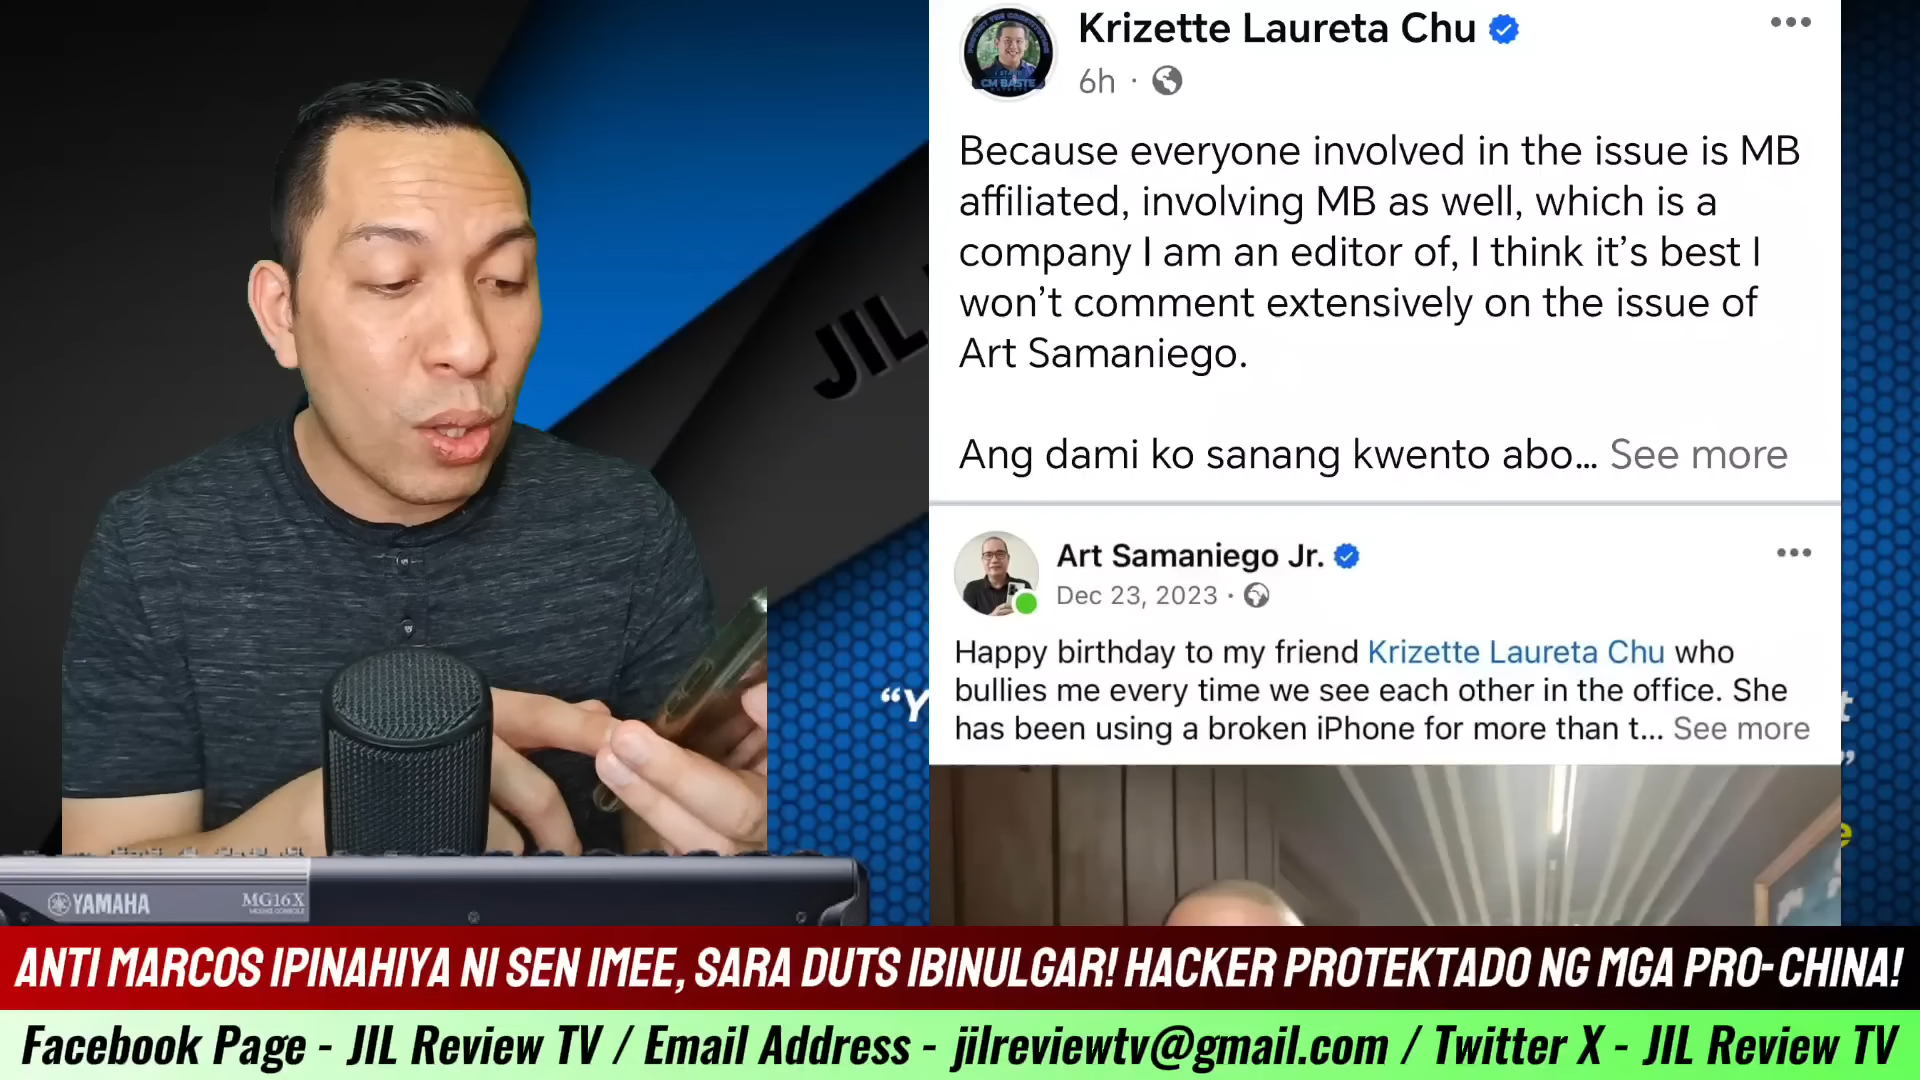 Krizette Laureta Chu
6h ·
Because everyone involved in the issue is MB
affiliated, involving MB as well, which is a
company I am an editor of, I think it's best I
won't comment extensively on the issue of
Art Samaniego.
Ang dami ko sanang kwento abo... See more
Art Samaniego Jr.
Dec 23, 2023 ·
Happy birthday to my friend Krizette Laureta Chu who
bullies me every time we see each other in the office. She
has been using a broken iPhone for more than t... See more
CM BASTE
JIL
“Y
t
”
e
YAMAHA
MG16X
MIXING CONSOLE
ANTI MARCOS IPINAHIYA NI SEN IMEE, SARA DUTS IBINULGAR! HACKER PROTEKTADO NG MGA PRO-CHINA!
Facebook Page - JIL Review TV / Email Address - jilreviewtv@gmail.com / Twitter X - JIL Review TV